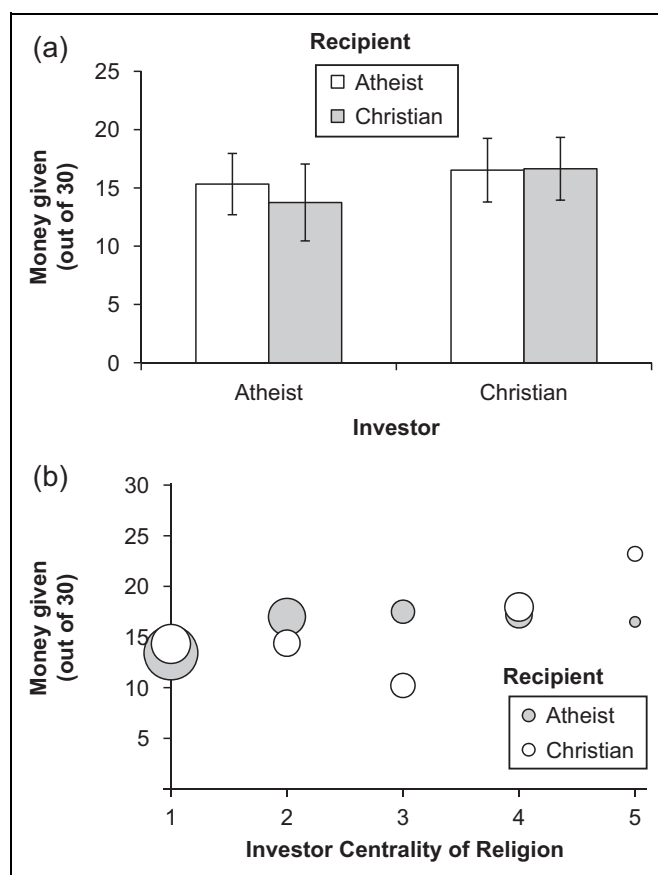 (a)
Recipient
Atheist
Christian
25
20
15
10
5
0
Money given
(out of 30)
Atheist
Christian
Investor
(b)
30
25
20
15
10
5
Money given
(out of 30)
Recipient
Atheist
Christian
1
2
3
4
5
Investor Centrality of Religion